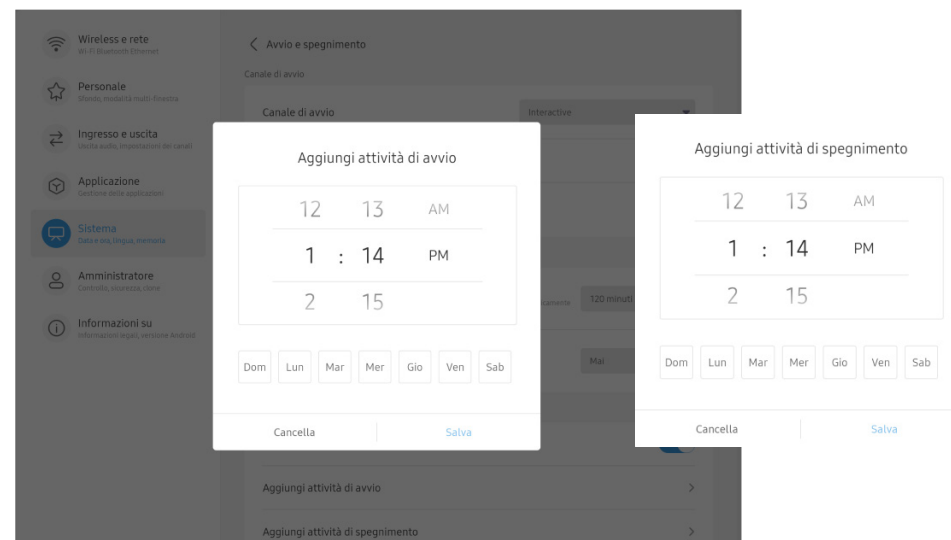 Wireless e rete
Wi-Fi Bluetooth Ethernet
Personale
Sfondo, modalità multi-finestra
Ingresso e uscita
Uscita audio, impostazioni dei canali
Applicazione
Gestione delle applicazioni
Sistema
Data e ora, lingua, memoria
Amministratore
Controllo, sicurezza, clone
Informazioni su
Informazioni legali, versione Android
Avvio e spegnimento
Canale di avvio
Canale di avvio
Interactive
120 minuti
Mai
Aggiungi attività di avvio
Aggiungi attività di spegnimento
Aggiungi attività di avvio
12 13 AM
1 : 14 PM
2 15
Dom Lun Mar Mer Gio Ven Sab
Cancella Salva
Aggiungi attività di spegnimento
12 13 AM
1 : 14 PM
2 15
Dom Lun Mar Mer Gio Ven Sab
Cancella Salva